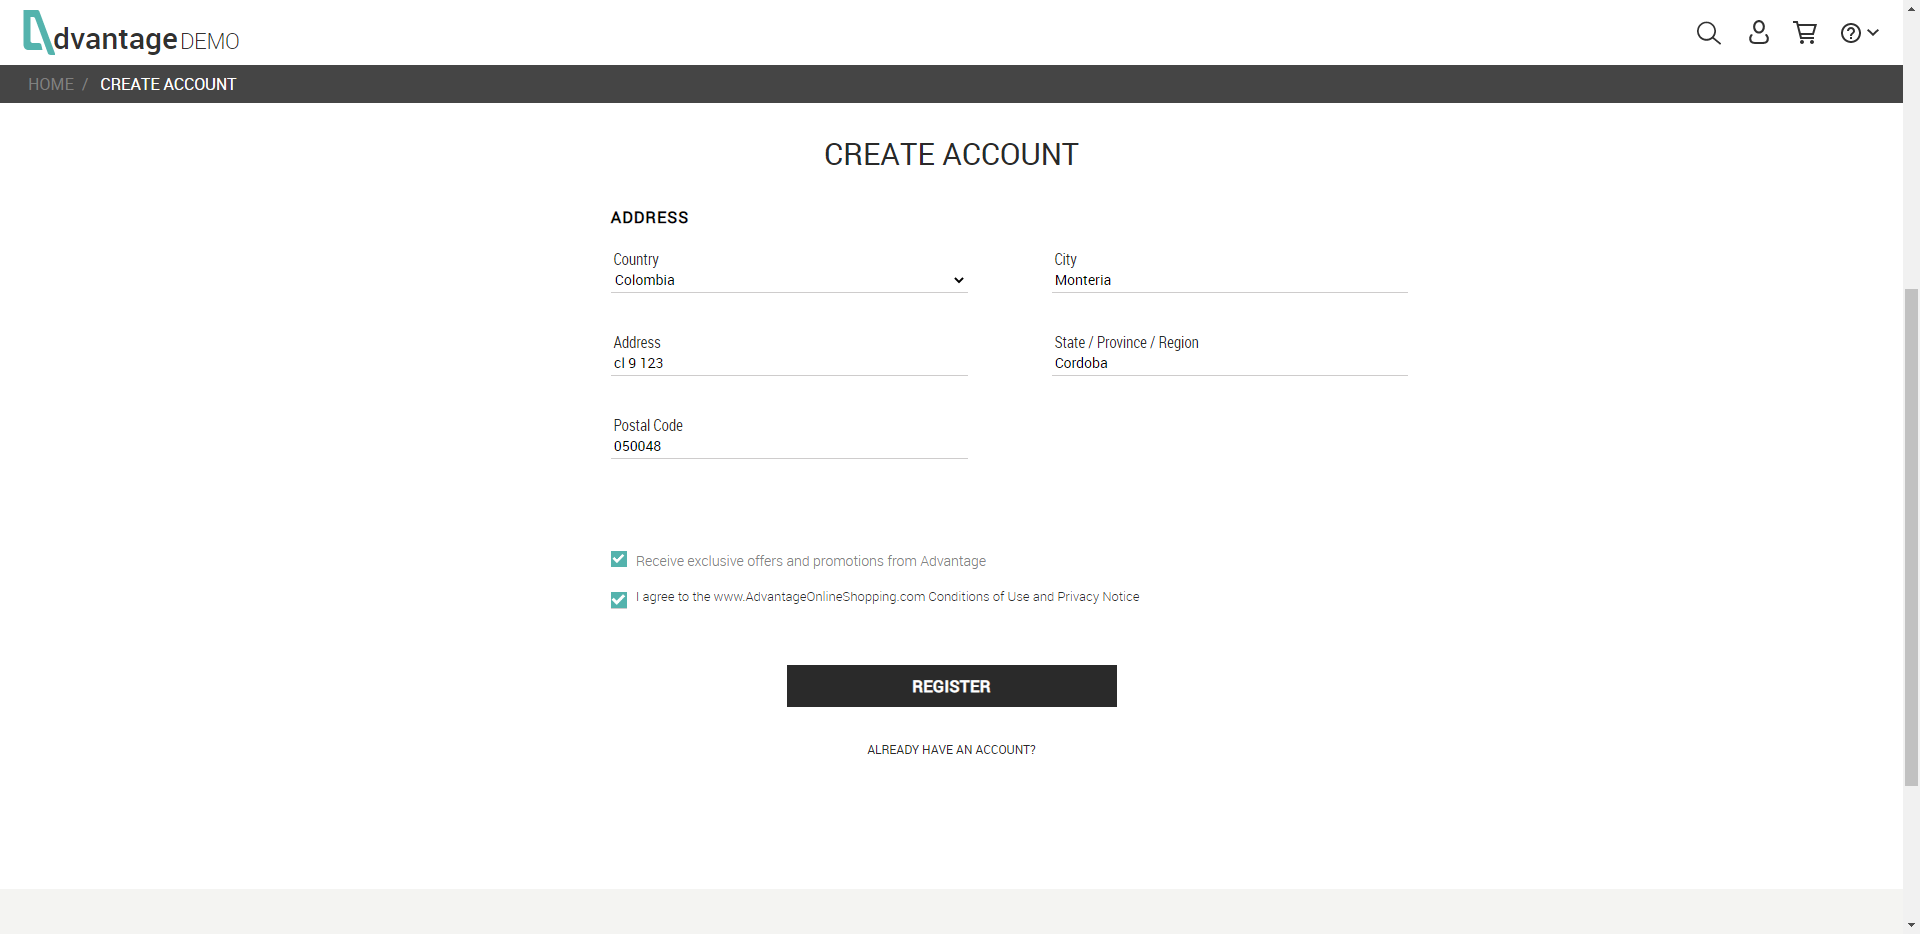 dvantage DEMO
HOME / CREATE ACCOUNT
CREATE ACCOUNT
ADDRESS
Country
Colombia
City
Monteria
Address
cl 9 123
State / Province / Region
Cordoba
Postal Code
050048
Receive exclusive offers and promotions from Advantage
I agree to the www.AdvantageOnlineShopping.com Conditions of Use and Privacy Notice
REGISTER
ALREADY HAVE AN ACCOUNT?